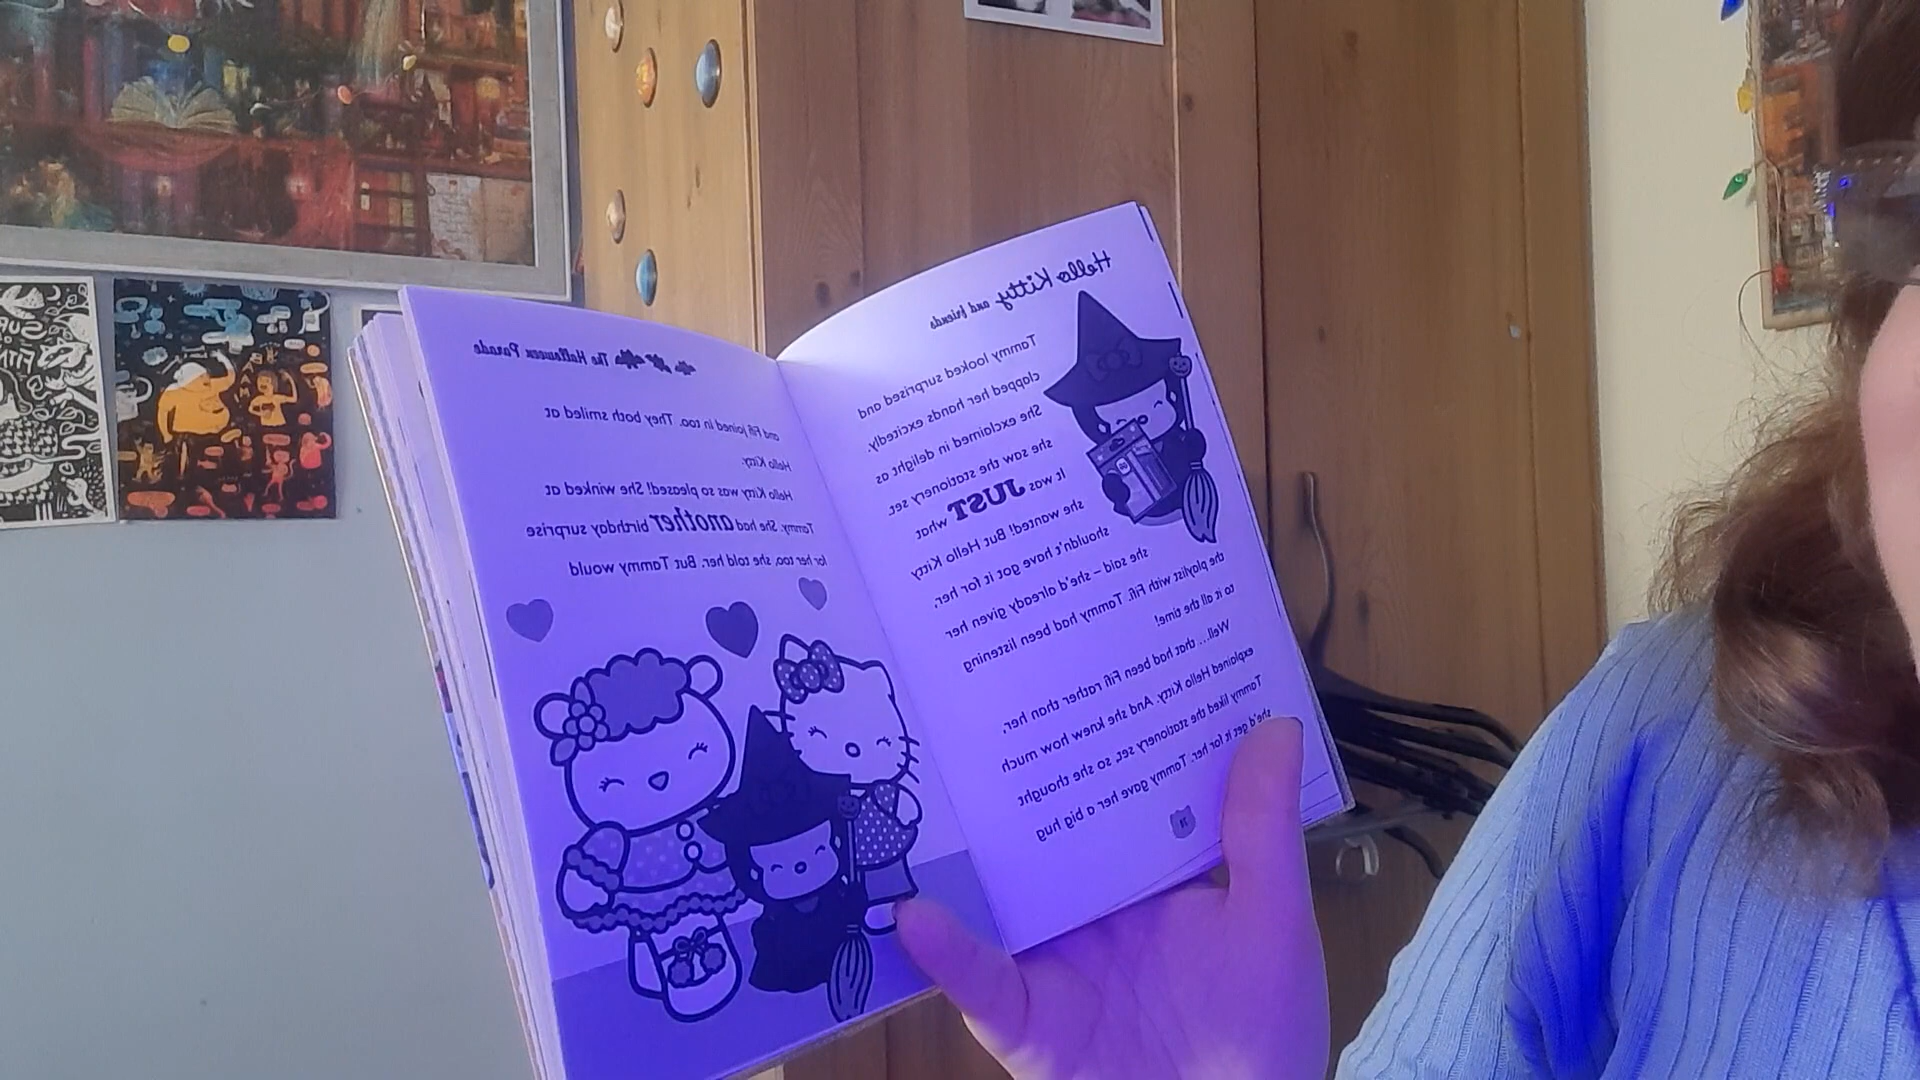 Hello Kitty and friends
Tammy looked surprised and
clapped her hands excitedly.
She exclaimed in delight as
she saw the stationery set.
It was JUST what
she wanted! But Hello Kitty
shouldn't have got it for her,
she said – she'd already given her
the playlist with Fifi. Tammy had been listening
to it all the time!
Well... that had been Fifi rather than her,
explained Hello Kitty. And she knew how much
Tammy liked the stationery set, so she thought
she'd get it for her. Tammy gave her a big hug
The Halloween Parade
and Fifi joined in too. They both smiled at
Hello Kitty.
Hello Kitty was so pleased! She winked at
Tammy. She had another birthday surprise
for her, too, she told her. But Tammy would